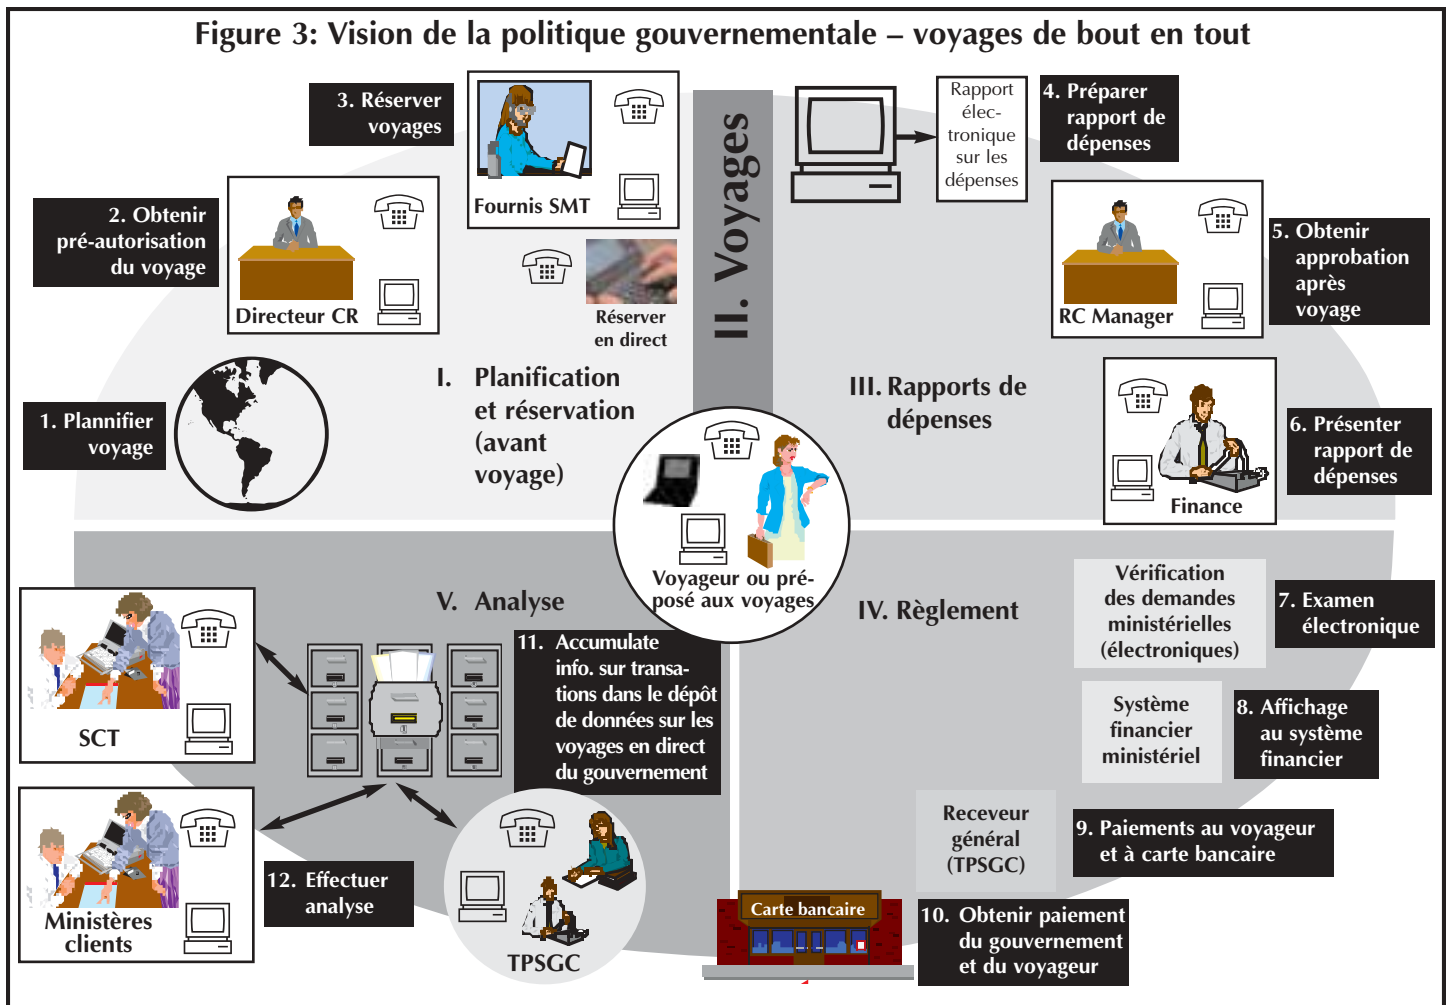 Figure 3: Vision de la politique gouvernementale – voyages de bout en tout
3. Réserver
voyages
Fournis SMT
2. Obtenir
pré-autorisation
du voyage
Directeur CR
Réserver
en direct
1. Plannifier
voyage
I. Planification
et réservation
(avant
voyage)
II. Voyages
Rapport
élec-
tronique
sur les
dépenses
4. Préparer
rapport de
dépenses
RC Manager
5. Obtenir
approbation
après
voyage
III. Rapports de
dépenses
Finance
6. Présenter
rapport de
dépenses
Voyageur ou pré-
posé aux voyages
IV. Règlement
Vérification
des demandes
ministérielles
(électroniques)
7. Examen
électronique
Système
financier
ministériel
8. Affichage
au système
financier
Receveur
général
(TPSGC)
9. Paiements au voyageur
et à carte bancaire
Carte bancaire
10. Obtenir paiement
du gouvernement
et du voyageur
V. Analyse
11. Accumulate
info. sur transa-
tions dans le dépôt
de données sur les
voyages en direct
du gouvernement
SCT
Ministères
clients
12. Effectuer
analyse
TPSGC